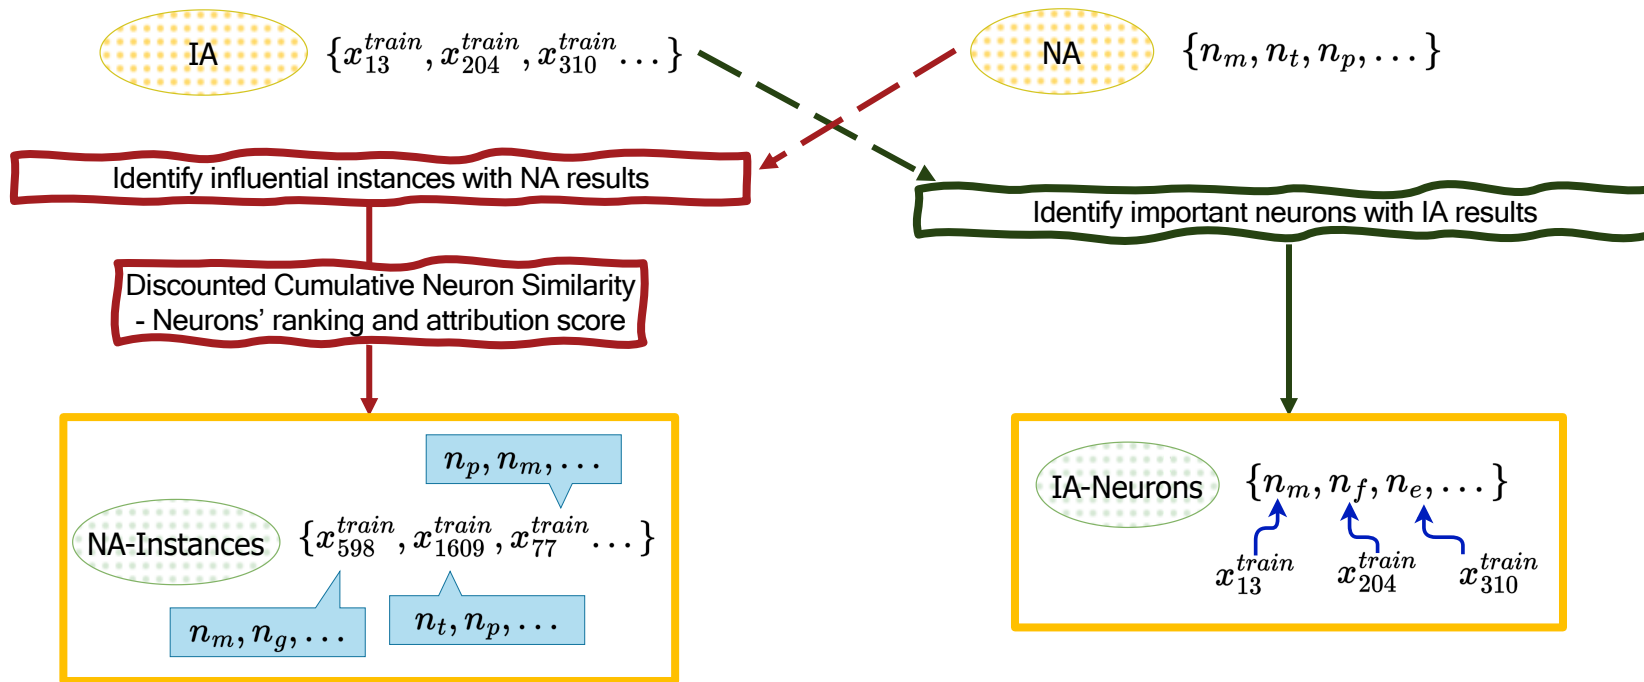 IA {x_{13}^{train}, x_{204}^{train}, x_{310}^{train} ...}
NA {n_m, n_t, n_p, ...}
Identify influential instances with NA results
Identify important neurons with IA results
Discounted Cumulative Neuron Similarity
- Neurons' ranking and attribution score
n_p, n_m, ...
NA-Instances {x_{598}^{train}, x_{1609}^{train}, x_{77}^{train} ...}
n_m, n_g, ...
n_t, n_p, ...
IA-Neurons {n_m, n_f, n_e, ...}
x_{13}^{train} x_{204}^{train} x_{310}^{train}